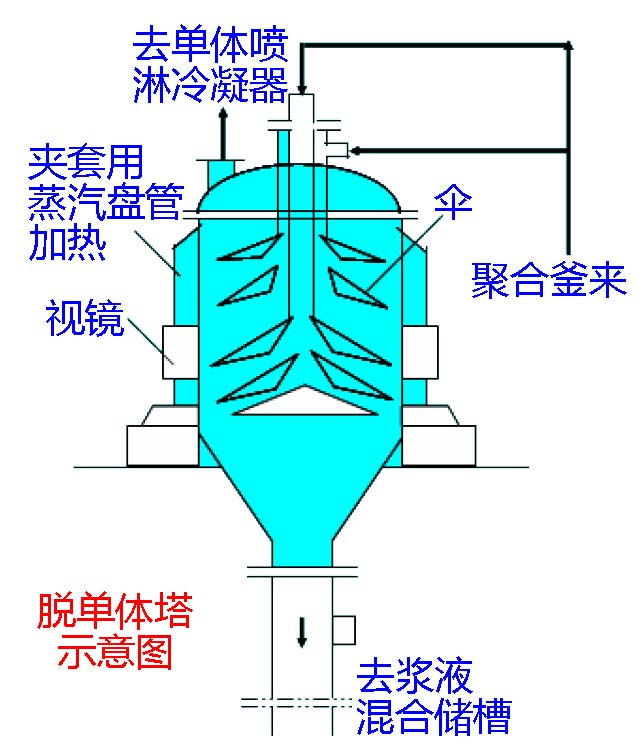 去单体喷
淋冷凝器
夹套用
蒸汽盘管
加热
伞
聚合釜来
视镜
脱单体塔
示意图
去浆液
混合储槽